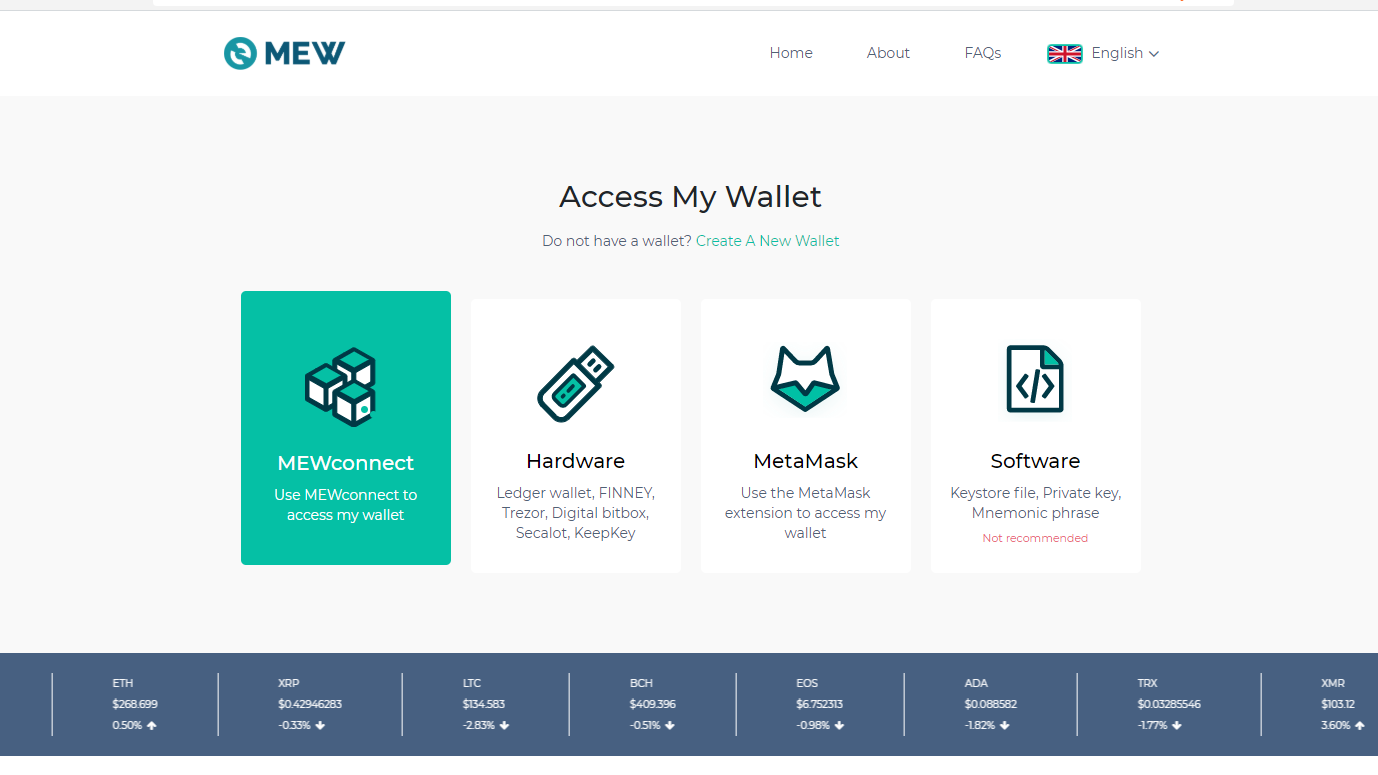 MEW
Home
About
FAQs
English
Access My Wallet
Do not have a wallet? Create A New Wallet
MEWconnect
Use MEWconnect to
access my wallet
Hardware
Ledger wallet, FINNEY,
Trezor, Digital bitbox,
Secalot, KeepKey
MetaMask
Use the MetaMask
extension to access my
wallet
Software
Keystore file, Private key,
Mnemonic phrase
Not recommended
ETH
$268.699
0.50%
XRP
$0.42946283
-0.33%
LTC
$134.583
-2.83%
BCH
$409.396
-0.51%
EOS
$6.752313
-0.98%
ADA
$0.088582
-1.82%
TRX
$0.03285546
-1.77%
XMR
$103.12
3.60%